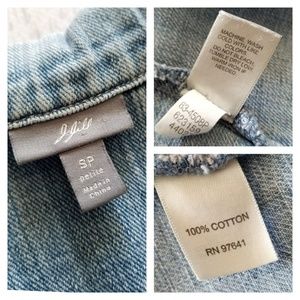 J.Jill
SP
petite
Made in
China
MACHINE WASH
COLD WITH LIKE
COLORS
DO NOT BLEACH
TUMBLE DRY LOW
WARM IRON IF
NEEDED
100% COTTON
RN 97641